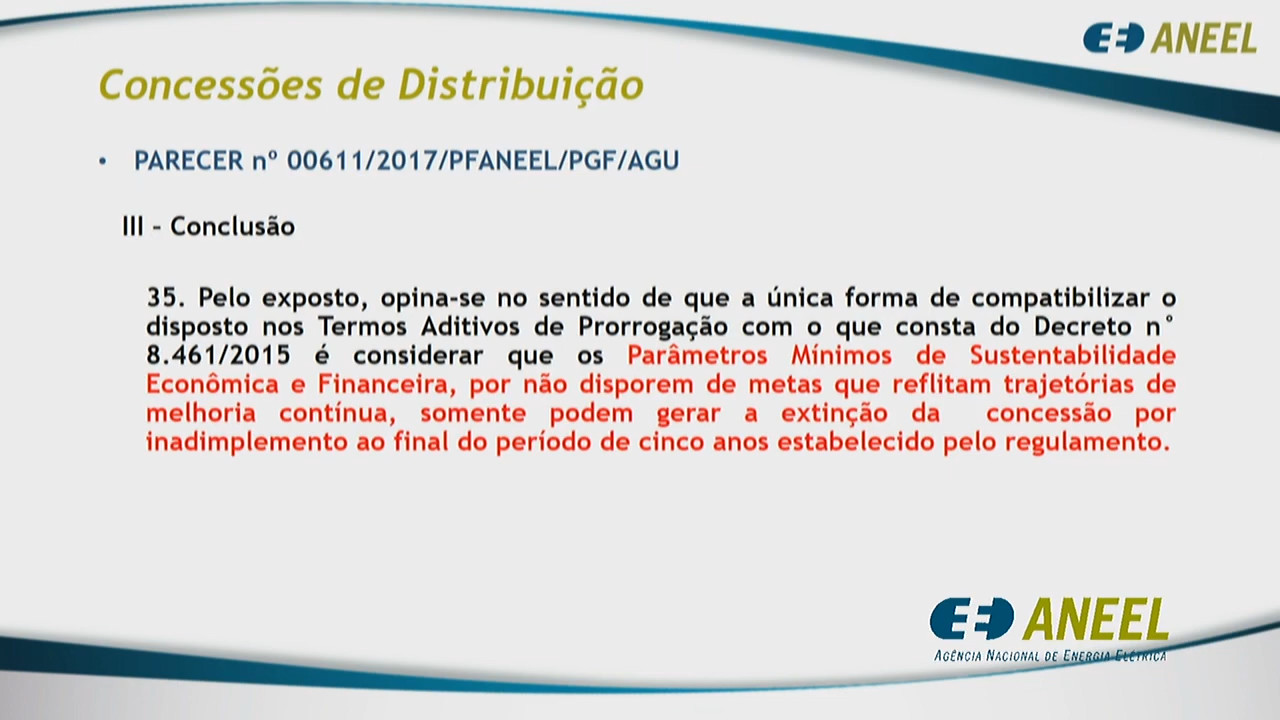 ANEEL
Concessões de Distribuição
• PARECER nº 00611/2017/PFANEEL/PGF/AGU
III – Conclusão
35. Pelo exposto, opina-se no sentido de que a única forma de compatibilizar o
disposto nos Termos Aditivos de Prorrogação com o que consta do Decreto n°
8.461/2015 é considerar que os Parâmetros Mínimos de Sustentabilidade
Econômica e Financeira, por não disporem de metas que reflitam trajetórias de
melhoria contínua, somente podem gerar a extinção da concessão por
inadimplemento ao final do período de cinco anos estabelecido pelo regulamento.
ANEEL
AGÊNCIA NACIONAL DE ENERGIA ELÉTRICA